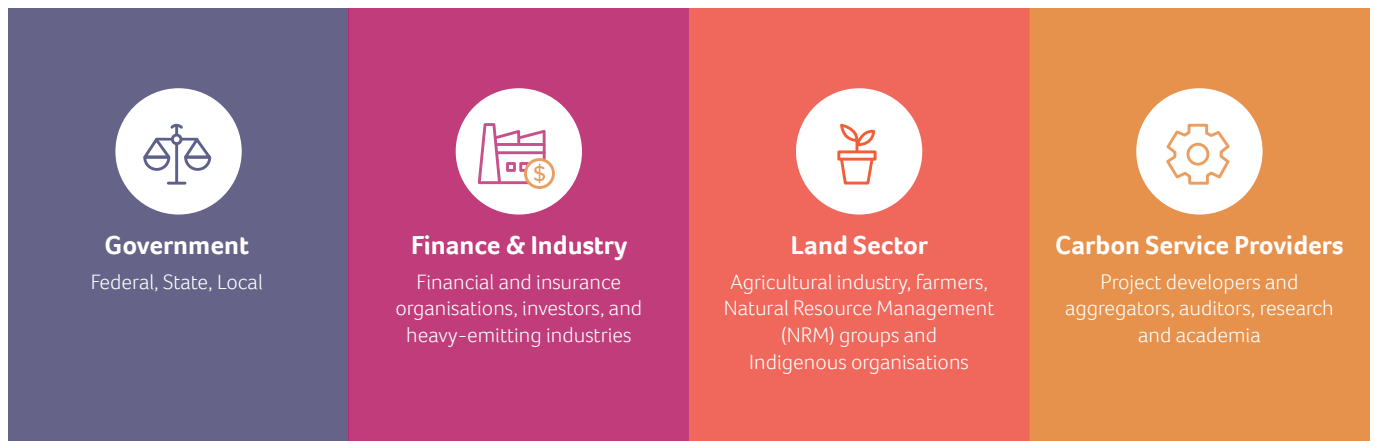 Government
Federal, State, Local
$
Finance & Industry
Financial and insurance
organisations, investors, and
heavy-emitting industries
Land Sector
Agricultural industry, farmers,
Natural Resource Management
(NRM) groups and
Indigenous organisations
Carbon Service Providers
Project developers and
aggregators, auditors, research
and academia